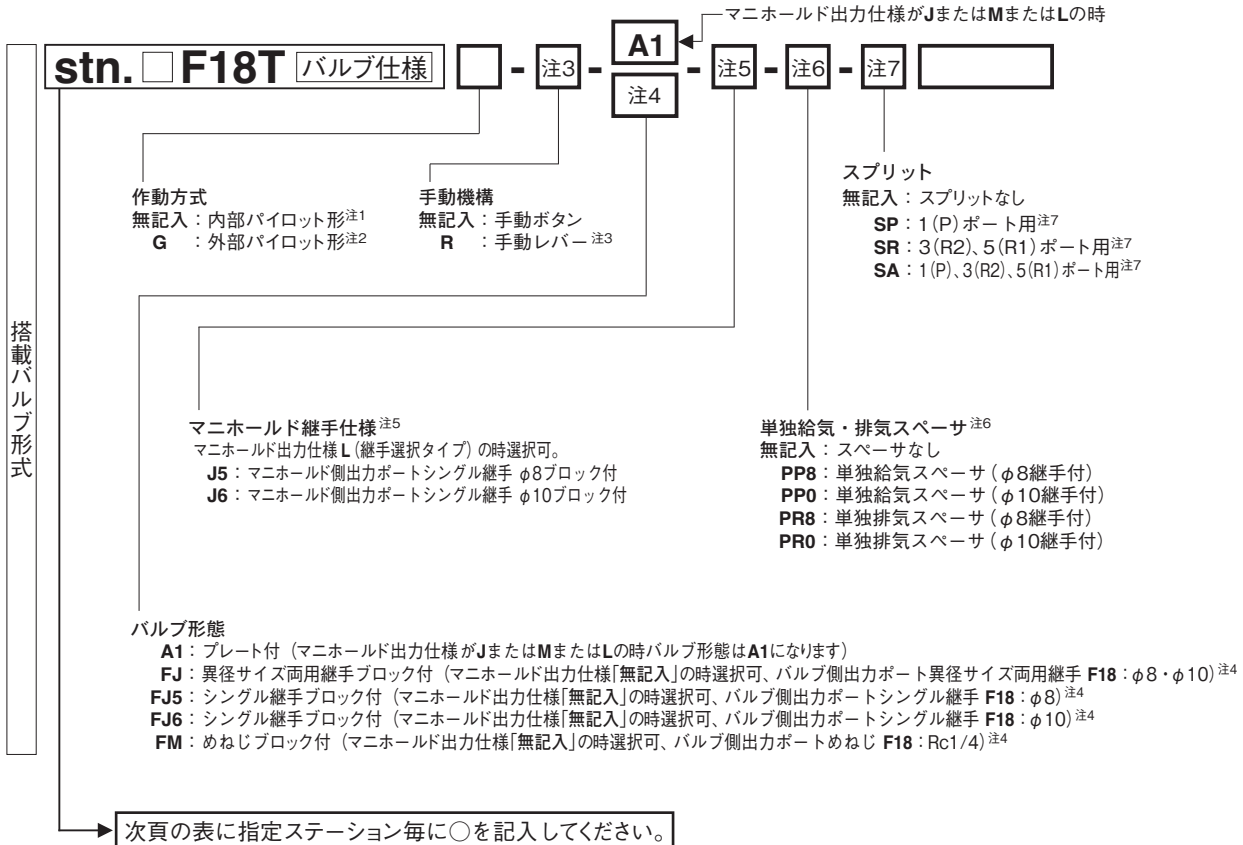 マニホールド出力仕様がJまたはMまたはLの時
stn. □ F18T バルブ仕様 □ - 注3 - A1 - 注5 - 注6 - 注7
注4
作動方式
無記入：内部パイロット形注1
G ：外部パイロット形注2
手動機構
無記入：手動ボタン
R ：手動レバー注3
スプリット
無記入：スプリットなし
SP：1(P)ポート用注7
SR：3(R2)、5(R1)ポート用注7
SA：1(P)、3(R2)、5(R1)ポート用注7
搭載バルブ形式
マニホールド継手仕様注5
マニホールド出力仕様L（継手選択タイプ）の時選択可。
J5：マニホールド側出力ポートシングル継手 φ8ブロック付
J6：マニホールド側出力ポートシングル継手 φ10ブロック付
単独給気・排気スペーサ注6
無記入：スペーサなし
PP8：単独給気スペーサ（φ8継手付）
PP0：単独給気スペーサ（φ10継手付）
PR8：単独排気スペーサ（φ8継手付）
PR0：単独排気スペーサ（φ10継手付）
バルブ形態
A1：プレート付（マニホールド出力仕様がJまたはMまたはLの時バルブ形態はA1になります）
FJ：異径サイズ両用継手ブロック付（マニホールド出力仕様「無記入」の時選択可、バルブ側出力ポート異径サイズ両用継手 F18：φ8・φ10）注4
FJ5：シングル継手ブロック付（マニホールド出力仕様「無記入」の時選択可、バルブ側出力ポートシングル継手 F18：φ8）注4
FJ6：シングル継手ブロック付（マニホールド出力仕様「無記入」の時選択可、バルブ側出力ポートシングル継手 F18：φ10）注4
FM：めねじブロック付（マニホールド出力仕様「無記入」の時選択可、バルブ側出力ポートめねじ F18：Rc1/4）注4
次頁の表に指定ステーション毎に○を記入してください。